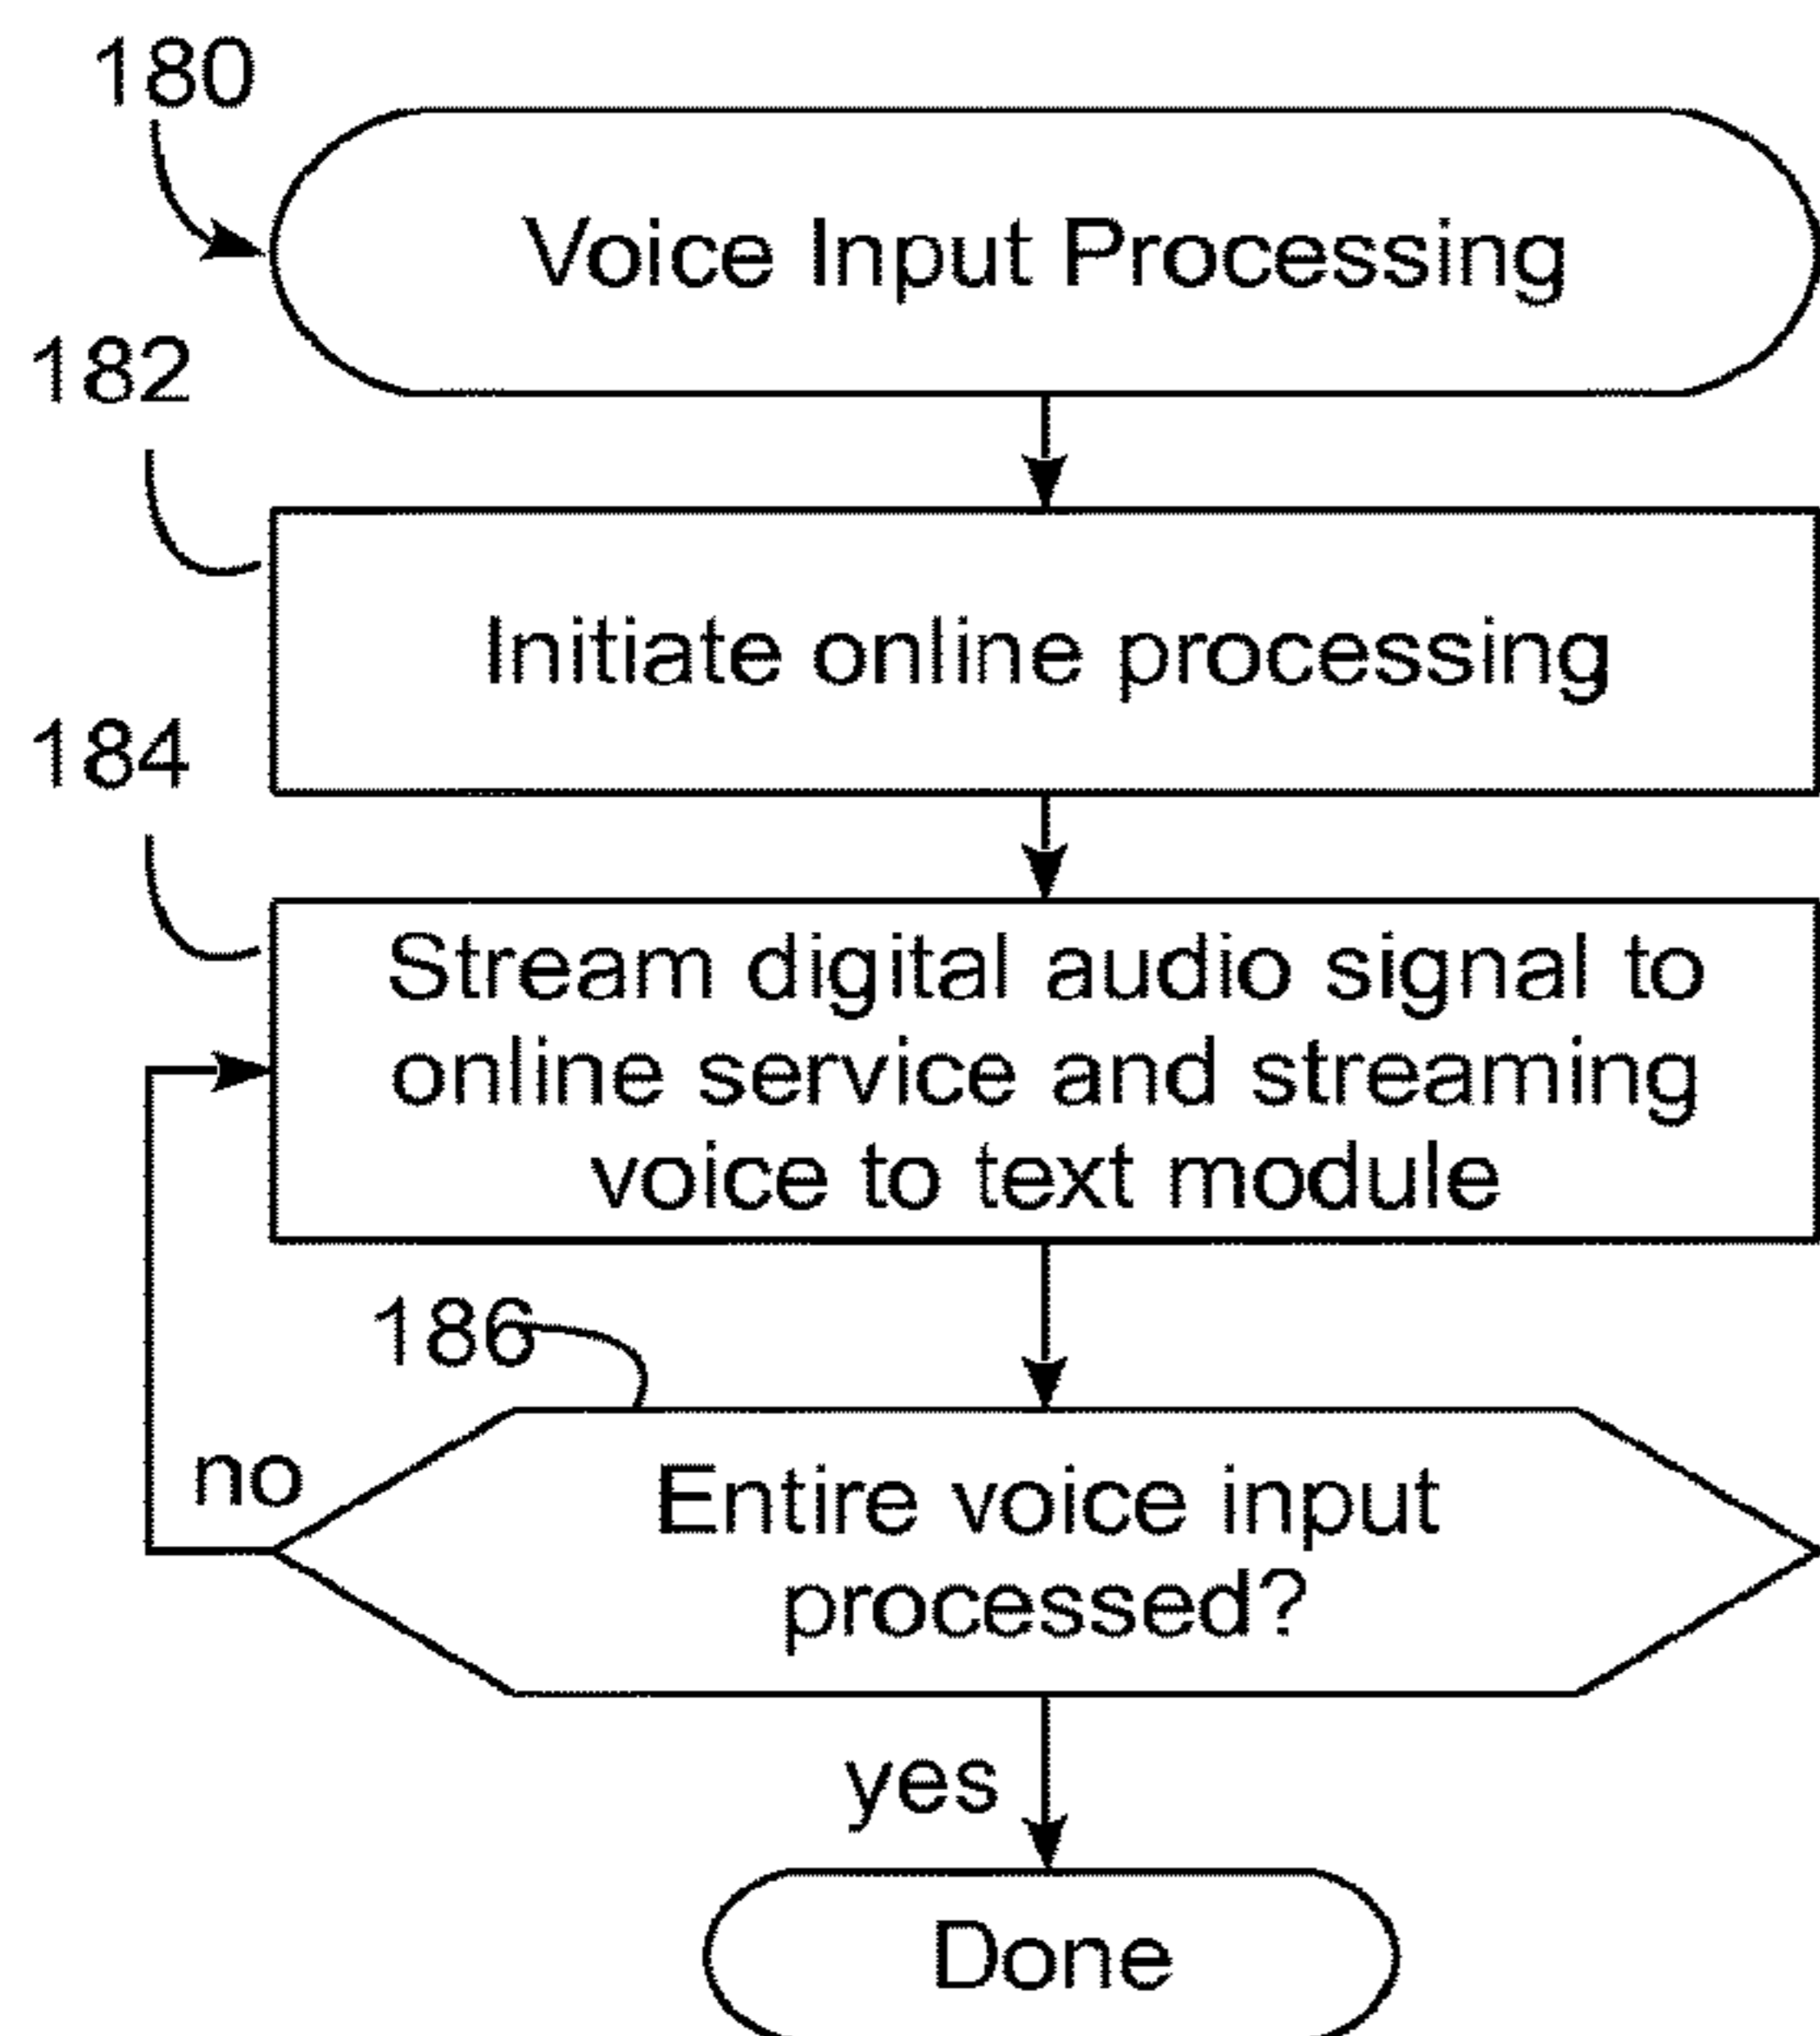 180
Voice Input Processing
182
Initiate online processing
184
Stream digital audio signal to
online service and streaming
voice to text module
186
no
Entire voice input
processed?
yes
Done